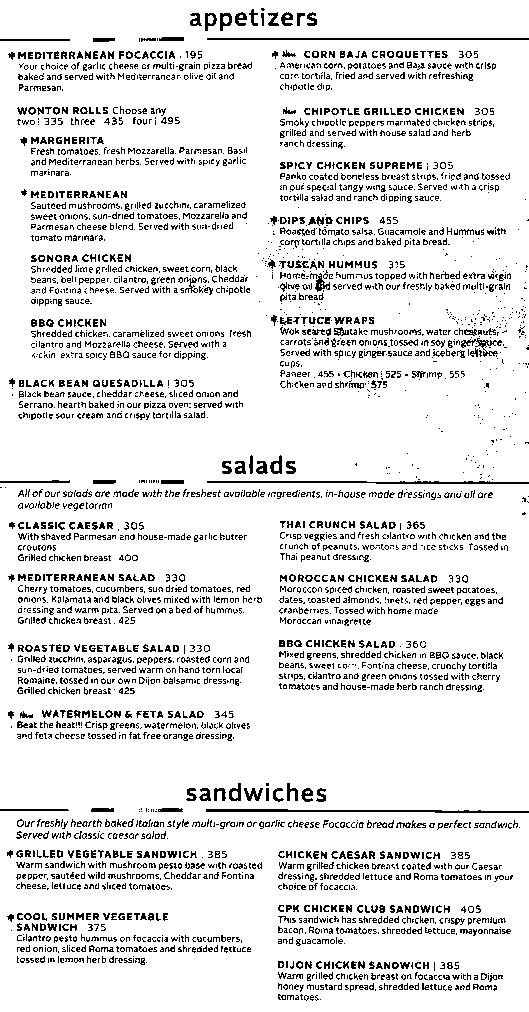 appetizers
MEDITERRANEAN FOCACCIA . 195
Your choice of garlic cheese or multi-grain pizza bread
baked and served with Mediterranean olive oil and
Parmesan.
WONTON ROLLS Choose any
two | 335 three 435 four | 495
MARGHERITA
Fresh tomatoes, fresh Mozzarella, Parmesan, Basil
and Mediterranean herbs. Served with spicy garlic
marinara.
MEDITERRANEAN
Sautéed mushrooms, grilled zucchini, caramelized
sweet onions, sun-dried tomatoes, Mozzarella and
Parmesan cheese blend. Served with sun-dried
tomato marinara.
SONORA CHICKEN
Shredded lime grilled chicken, sweet corn, black
beans, bell pepper, cilantro, green onions, Cheddar
and Fontina cheese. Served with a smokey chipotle
dipping sauce.
BBQ CHICKEN
Shredded chicken, caramelized sweet onions, fresh
cilantro and Mozzarella cheese. Served with a
kickin' extra spicy BBQ sauce for dipping.
BLACK BEAN QUESADILLA | 305
Black bean sauce, cheddar cheese, sliced onion and
Serrano, hearth baked in our pizza oven; served with
chipotle sour cream and crispy tortilla salad.
New CORN BAJA CROQUETTES 305
American corn, potatoes and Baja sauce with crisp
corn tortilla, fried and served with refreshing
chipotle dip.
New CHIPOTLE GRILLED CHICKEN 305
Smoky chipotle peppers marinated chicken strips,
grilled and served with house salad and herb
ranch dressing.
SPICY CHICKEN SUPREME | 305
Panko coated boneless breast strips, fried and tossed
in our special tangy wing sauce. Served with a crisp
tortilla salad and ranch dipping sauce.
DIPS AND CHIPS 455
Roasted tomato salsa, Guacamole and Hummus with
corn tortilla chips and baked pita bread.
TUSCAN HUMMUS 315
Home-made hummus topped with herbed extra virgin
olive oil and served with our freshly baked multi-grain
pita bread
LETTUCE WRAPS
Wok seared Shiitake mushrooms, water chestnuts,
carrots and green onions tossed in soy ginger sauce.
Served with spicy ginger sauce and iceberg lettuce
cups.
Paneer . 455 • Chicken | 525 • Shrimp . 555
Chicken and shrimp 575
salads
All of our salads are made with the freshest available ingredients, in-house made dressings and all are
available vegetarian
CLASSIC CAESAR . 305
With shaved Parmesan and house-made garlic butter
croutons
Grilled chicken breast 400
MEDITERRANEAN SALAD 330
Cherry tomatoes, cucumbers, sun dried tomatoes, red
onions, Kalamata and black olives mixed with lemon herb
dressing and warm pita. Served on a bed of hummus.
Grilled chicken breast . 425
ROASTED VEGETABLE SALAD | 330
Grilled zucchini, asparagus, peppers, roasted corn and
sun-dried tomatoes, served warm on hand torn local
Romaine, tossed in our own Dijon balsamic dressing.
Grilled chicken breast 425
New WATERMELON & FETA SALAD 345
Beat the heat!!! Crisp greens, watermelon, black olives
and feta cheese tossed in fat free orange dressing.
THAI CRUNCH SALAD | 365
Crisp veggies and fresh cilantro with chicken and the
crunch of peanuts, wontons and rice sticks. Tossed in
Thai peanut dressing.
MOROCCAN CHICKEN SALAD 330
Moroccan spiced chicken, roasted sweet potatoes,
dates, roasted almonds, beets, red pepper, eggs and
cranberries. Tossed with home made
Moroccan vinaigrette
BBQ CHICKEN SALAD . 360
Mixed greens, shredded chicken in BBQ sauce, black
beans, sweet corn, Fontina cheese, crunchy tortilla
strips, cilantro and green onions tossed with cherry
tomatoes and house-made herb ranch dressing.
sandwiches
Our freshly hearth baked Italian style multi-grain or garlic cheese Focaccia bread makes a perfect sandwich.
Served with classic caesar salad.
GRILLED VEGETABLE SANDWICH . 385
Warm sandwich with mushroom pesto base with roasted
pepper, sautéed wild mushrooms, Cheddar and Fontina
cheese, lettuce and sliced tomatoes.
COOL SUMMER VEGETABLE
SANDWICH 375
Cilantro pesto hummus on focaccia with cucumbers,
red onion, sliced Roma tomatoes and shredded lettuce
tossed in lemon herb dressing.
CHICKEN CAESAR SANDWICH 385
Warm grilled chicken breast coated with our Caesar
dressing, shredded lettuce and Roma tomatoes in your
choice of focaccia.
CPK CHICKEN CLUB SANDWICH 405
This sandwich has shredded chicken, crispy premium
bacon, Roma tomatoes, shredded lettuce, mayonnaise
and guacamole.
DIJON CHICKEN SANDWICH | 385
Warm grilled chicken breast on focaccia with a Dijon
honey mustard spread, shredded lettuce and Roma
tomatoes.